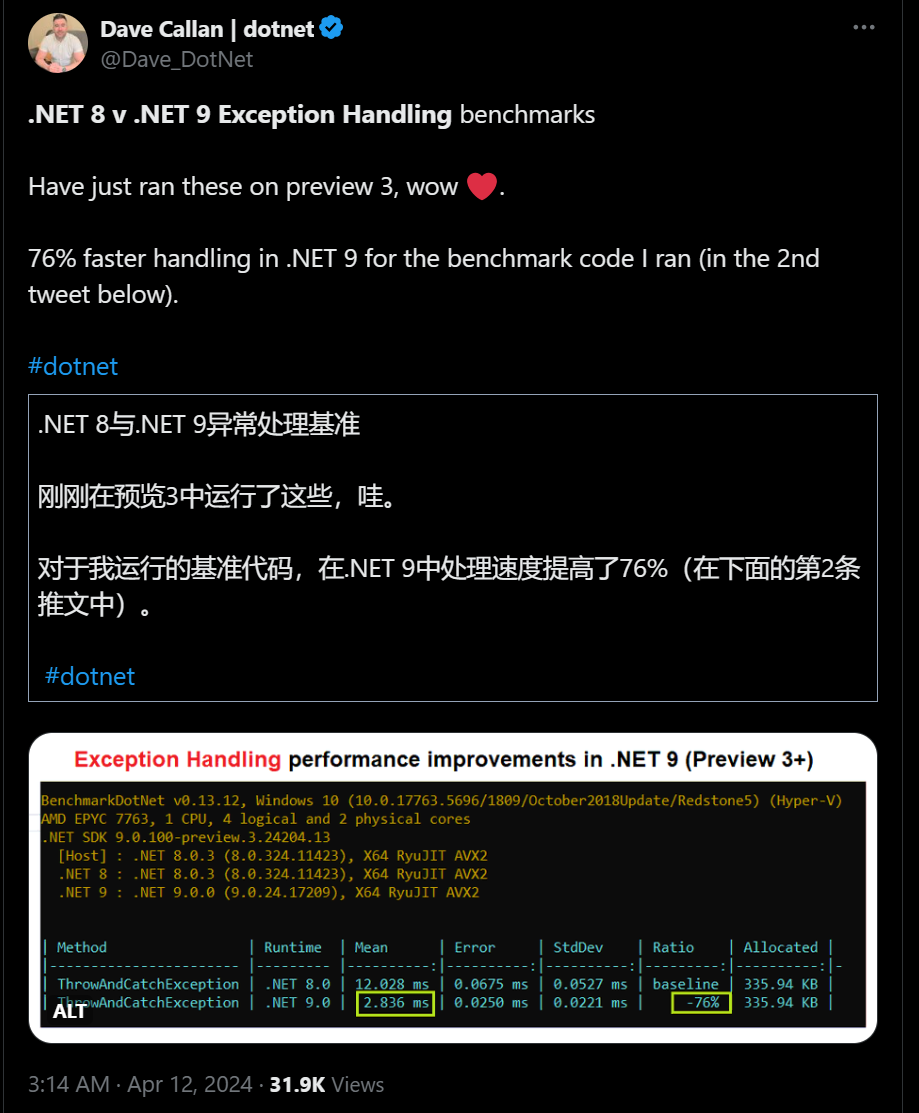 Dave Callan | dotnet
@Dave_DotNet
.NET 8 v .NET 9 Exception Handling benchmarks
Have just ran these on preview 3, wow ❤.
76% faster handling in .NET 9 for the benchmark code I ran (in the 2nd
tweet below).
#dotnet
.NET 8与.NET 9异常处理基准
刚刚在预览3中运行了这些，哇。
对于我运行的基准代码，在.NET 9中处理速度提高了76%（在下面的第2条
推文中）。
#dotnet
Exception Handling performance improvements in .NET 9 (Preview 3+)
BenchmarkDotNet v0.13.12, Windows 10 (10.0.17763.5696/1809/October2018Update/Redstone5) (Hyper-V)
AMD EPYC 7763, 1 CPU, 4 logical and 2 physical cores
.NET SDK 9.0.100-preview.3.24204.13
[Host] : .NET 8.0.3 (8.0.324.11423), X64 RyuJIT AVX2
.NET 8 : .NET 8.0.3 (8.0.324.11423), X64 RyuJIT AVX2
.NET 9 : .NET 9.0.0 (9.0.24.17209), X64 RyuJIT AVX2
| Method | Runtime | Mean | Error | StdDev | Ratio | Allocated |
|---------------------- |--------- |----------:|----------:|----------:|---------:|----------:|-
| ThrowAndCatchException | .NET 8.0 | 12.028 ms | 0.0675 ms | 0.0527 ms | baseline | 335.94 KB |
| ThrowAndCatchException | .NET 9.0 | 2.836 ms | 0.0250 ms | 0.0221 ms | -76% | 335.94 KB |
ALT
3:14 AM · Apr 12, 2024 · 31.9K Views